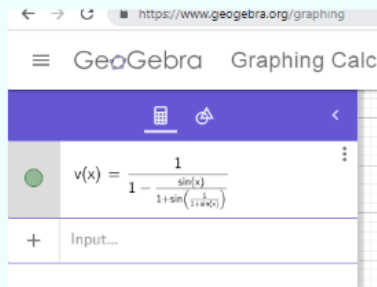 https://www.geogebra.org/graphing
GeoGebra Graphing Calc
v(x) = 1 / (1 - sin(x) / (1+sin(1/(1+sin(x)))))
Input...